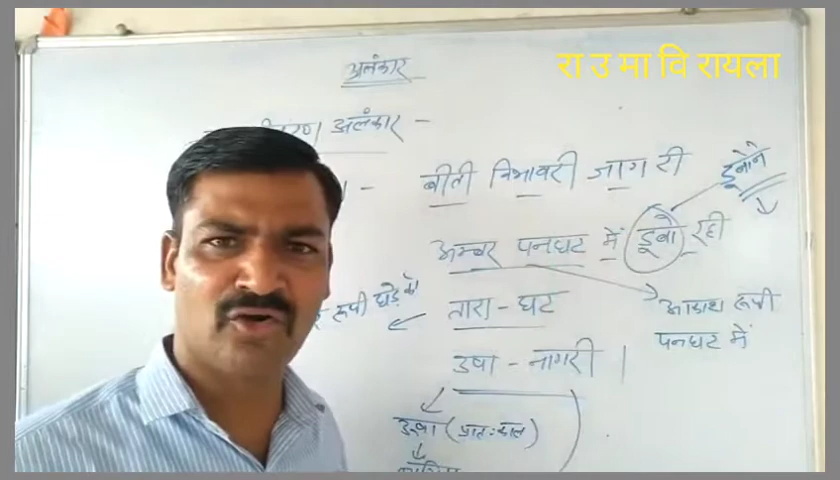 रा उ मा वि रायला
अलंकार
अलंकार -
बीती विभावरी जाग री
डूबोने
अम्बर पनघट में डूबो रही
रूपी घड़े को
तारा - घट
आकाश रूपी
पनघट में
उषा - नागरी ।
उषा (प्रातःकाल)